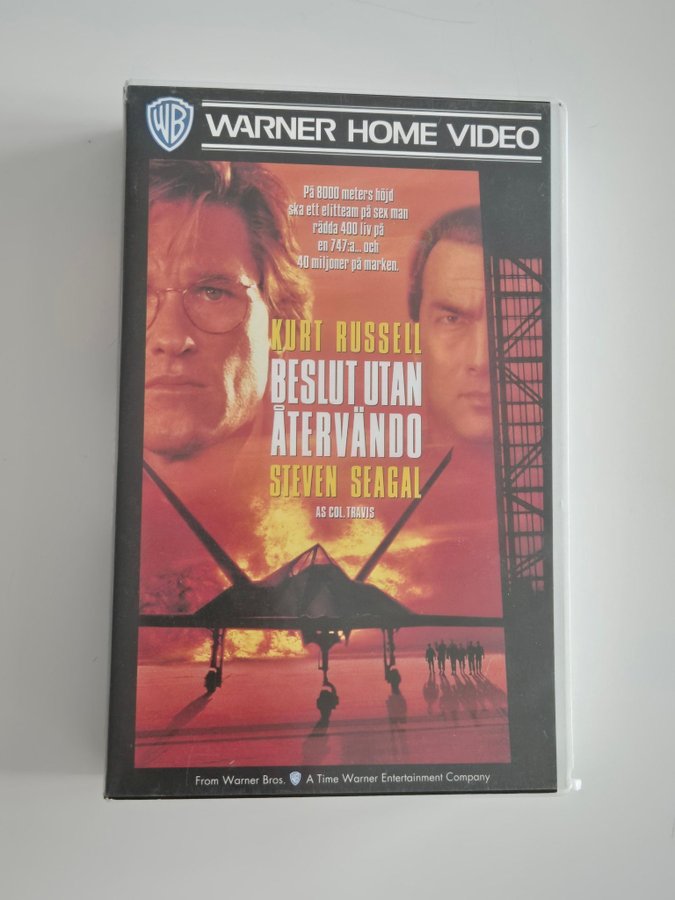 WB WARNER HOME VIDEO
På 8000 meters höjd
ska ett elitteam på sex man
rädda 400 liv på
en 747:a... och
40 miljoner på marken.
KURT RUSSELL
BESLUT UTAN
ÅTERVÄNDO
STEVEN SEAGAL
AS COL. TRAVIS
From Warner Bros. WB A Time Warner Entertainment Company